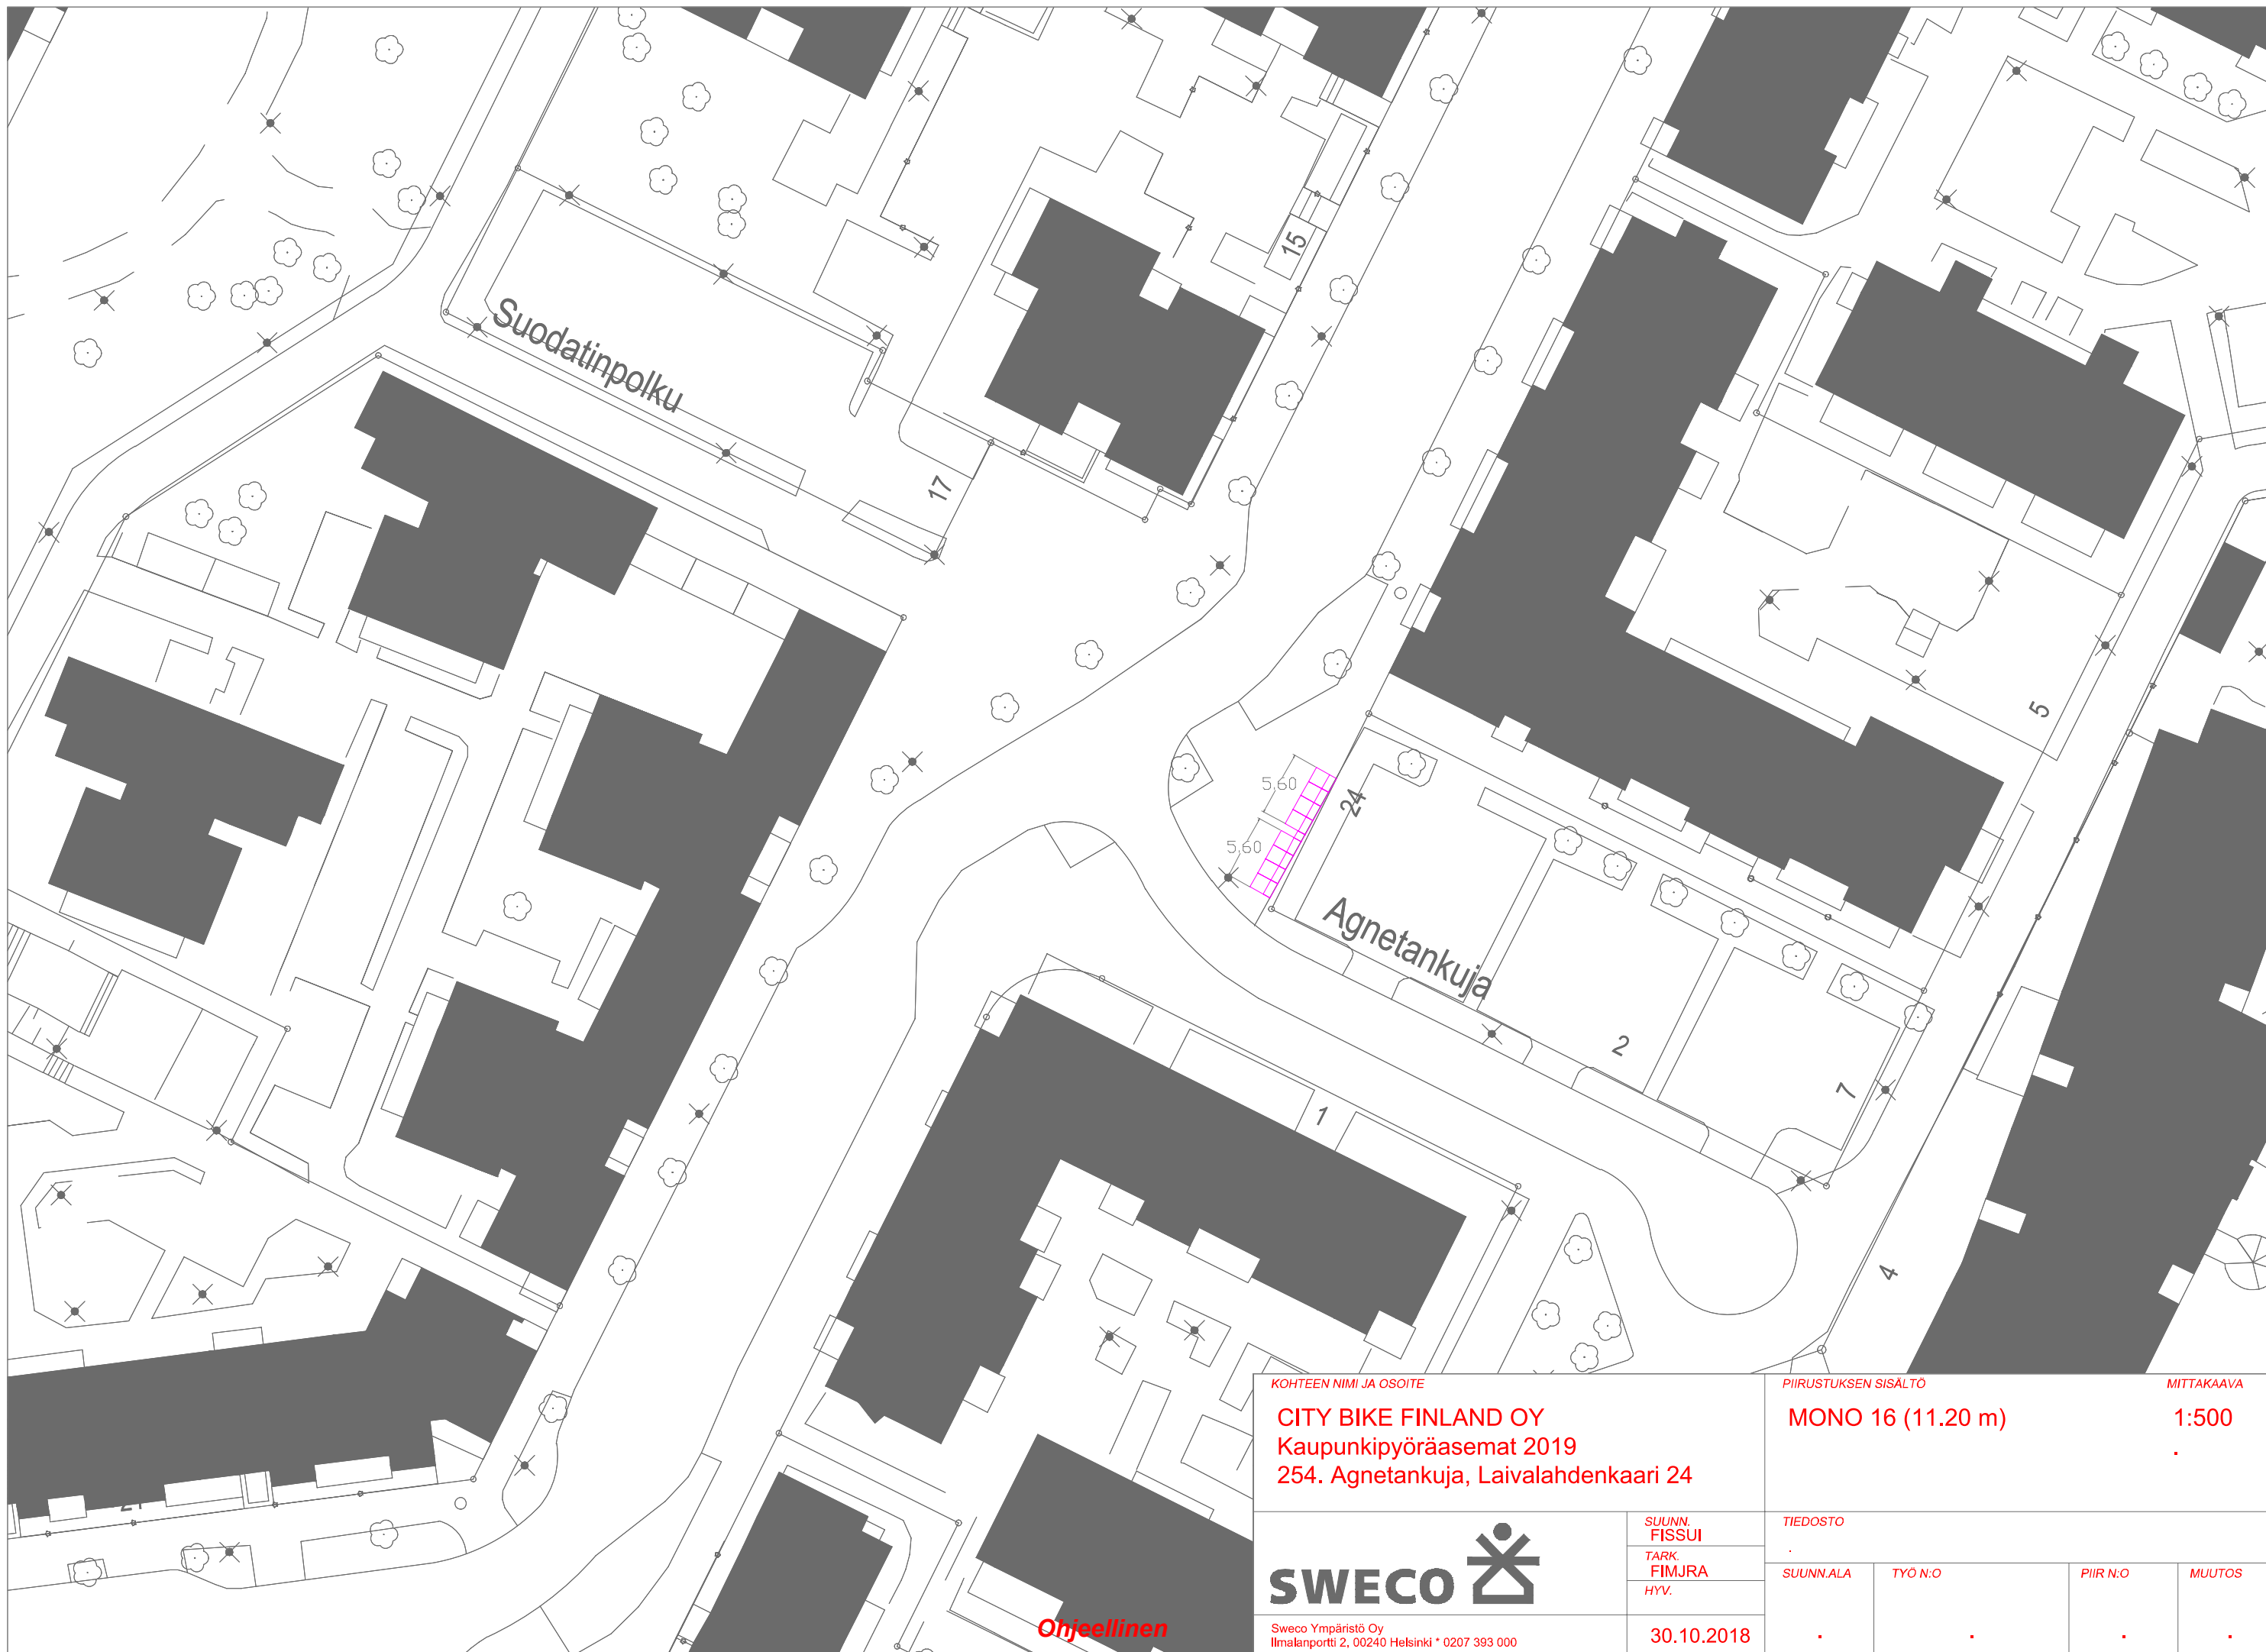 Suodatinpolku
15
17
5
5,60
24
5,60
Agnetankuja
2
7
1
4
KOHTEEN NIMI JA OSOITE
CITY BIKE FINLAND OY
Kaupunkipyöräasemat 2019
254. Agnetankuja, Laivalahdenkaari 24
PIIRUSTUKSEN SISÄLTÖ
MITTAKAAVA
MONO 16 (11.20 m)
1:500
SWECO
SUUNN.
FISSUI
TARK.
FIMJRA
HYV.
TIEDOSTO
SUUNN.ALA
TYÖ N:O
PIIR N:O
MUUTOS
Ohjeellinen
Sweco Ympäristö Oy
Ilmalanportti 2, 00240 Helsinki * 0207 393 000
30.10.2018